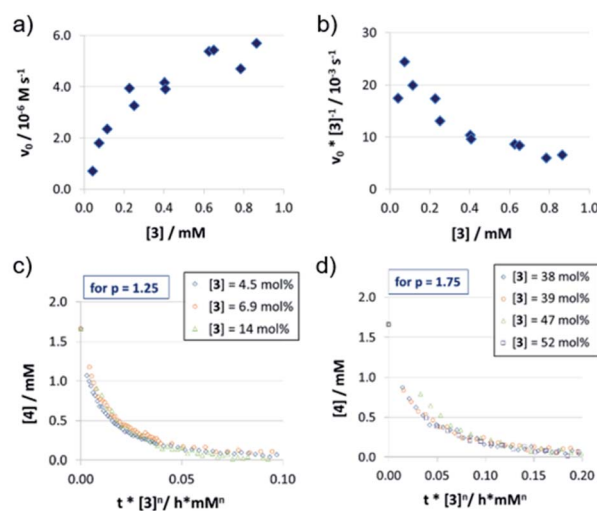 a)
v₀ / 10⁻⁶ M s⁻¹
6.0
4.0
2.0
0.0
0.0 0.2 0.4 0.6 0.8 1.0
[3] / mM
b)
v₀ * [3]⁻¹ / 10⁻³ s⁻¹
30
20
10
0
0.0 0.2 0.4 0.6 0.8 1.0
[3] / mM
c)
for p = 1.25
[3] = 4.5 mol%
[3] = 6.9 mol%
[3] = 14 mol%
[4] / mM
2.0
1.5
1.0
0.5
0.0
0.00 0.05 0.10
t * [3]ⁿ/ h*mMⁿ
d)
for p = 1.75
[3] = 38 mol%
[3] = 39 mol%
[3] = 47 mol%
[3] = 52 mol%
[4] / mM
2.0
1.5
1.0
0.5
0.0
0.00 0.05 0.10 0.15 0.20
t * [3]ⁿ/ h*mMⁿ